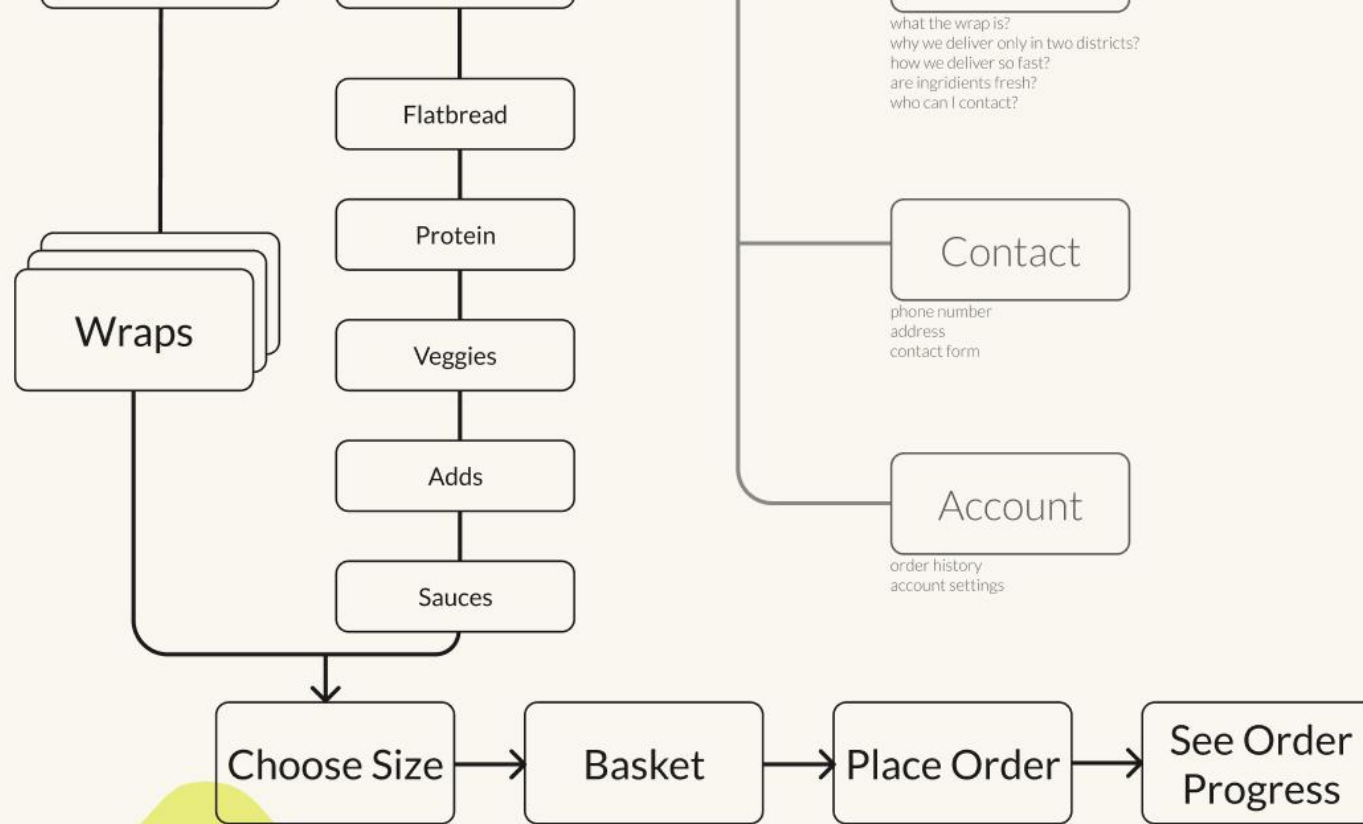 what the wrap is?
why we deliver only in two districts?
how we deliver so fast?
are ingridients fresh?
who can I contact?
Flatbread
Protein
Contact
phone number
address
contact form
Wraps
Veggies
Adds
Account
order history
account settings
Sauces
Choose Size
Basket
Place Order
See Order
Progress